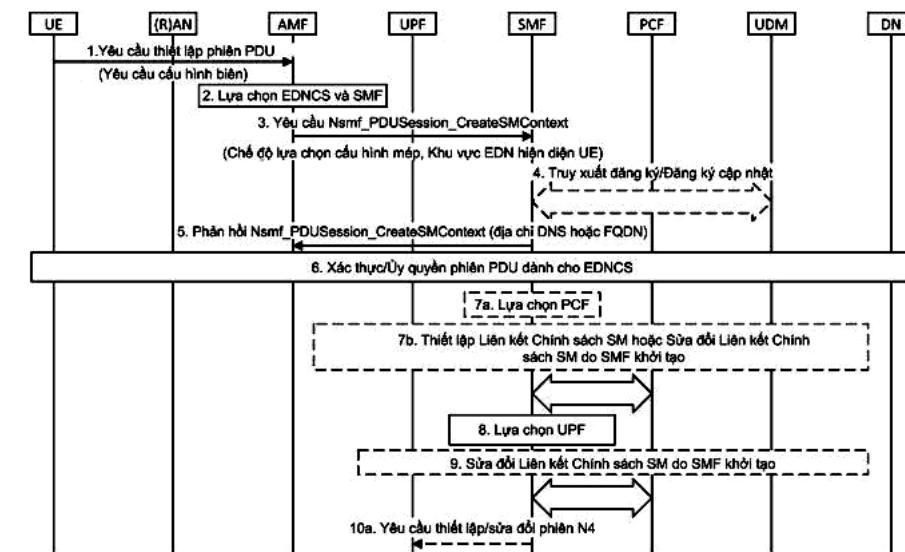 UE (R)AN AMF UPF SMF PCF UDM DN
1.Yêu cầu thiết lập phiên PDU
(Yêu cầu cấu hình biên)
2. Lựa chọn EDNCS và SMF
3. Yêu cầu Nsmf_PDUSession_CreateSMContext
(Chế độ lựa chọn cấu hình mép, Khu vực EDN hiện diện UE)
4. Truy xuất đăng ký/Đăng ký cập nhật
5. Phản hồi Nsmf_PDUSession_CreateSMContext (địa chỉ DNS hoặc FQDN)
6. Xác thực/Ủy quyền phiên PDU dành cho EDNCS
7a. Lựa chọn PCF
7b. Thiết lập Liên kết Chính sách SM hoặc Sửa đổi Liên kết Chính
sách SM do SMF khởi tạo
8. Lựa chọn UPF
9. Sửa đổi Liên kết Chính sách SM do SMF khởi tạo
10a. Yêu cầu thiết lập/sửa đổi phiên N4